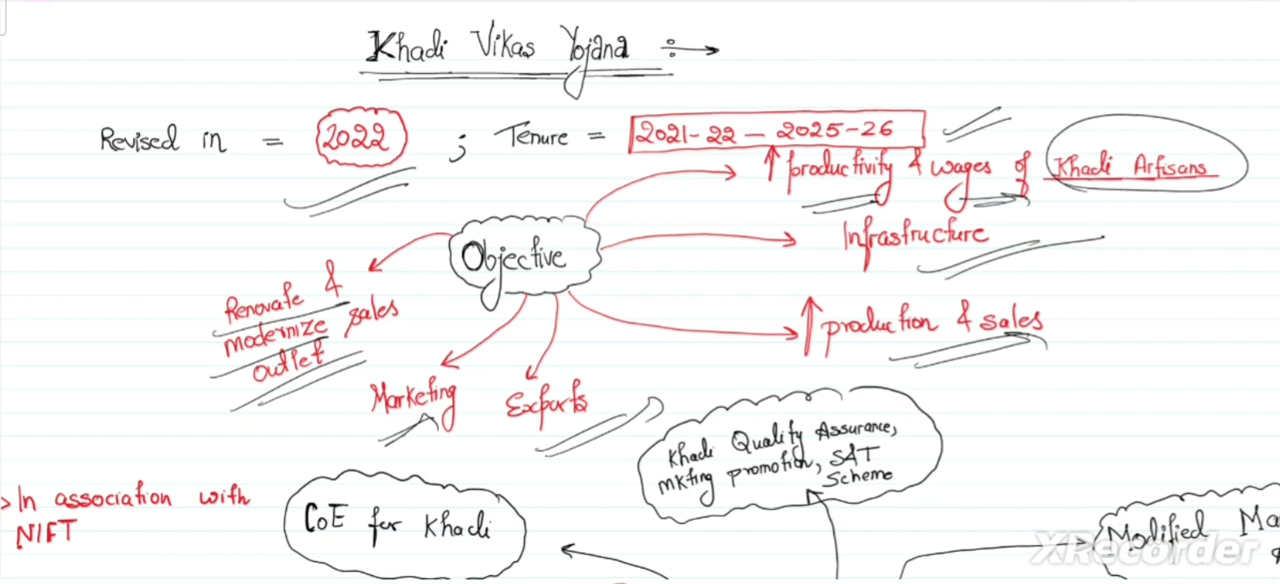 Khadi Vikas Yojana ÷→
Revised in = 2022 ; Tenure = 2021-22 – 2025-26
↑ productivity & wages of Khadi Artisans
Objective
Infrastructure
Renovate &
modernize sales
outlet
↑ production & sales
Marketing
Exports
Khadi Quality Assurance,
mkting promotion, S&T
Scheme
> In association with
NIFT
CoE for Khadi
Modified Ma
XRecorder